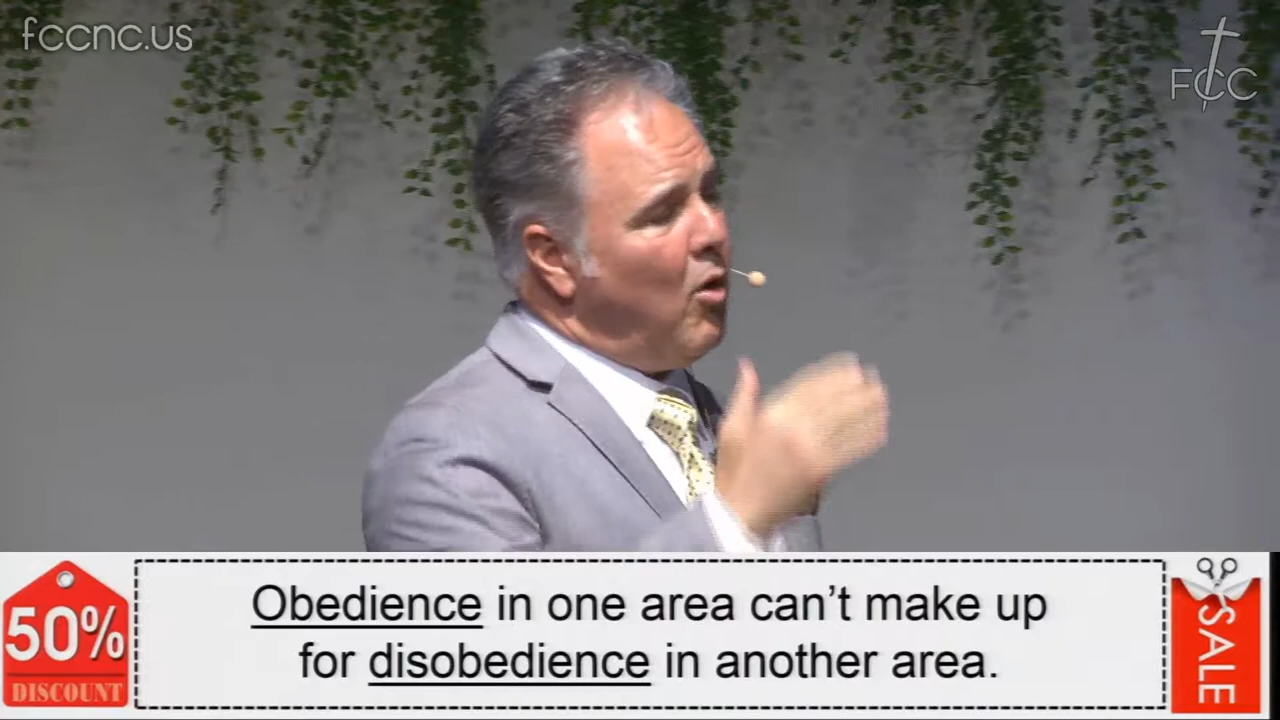 fccnc.us
FCC
50%
DISCOUNT
Obedience in one area can't make up
for disobedience in another area.
SALE